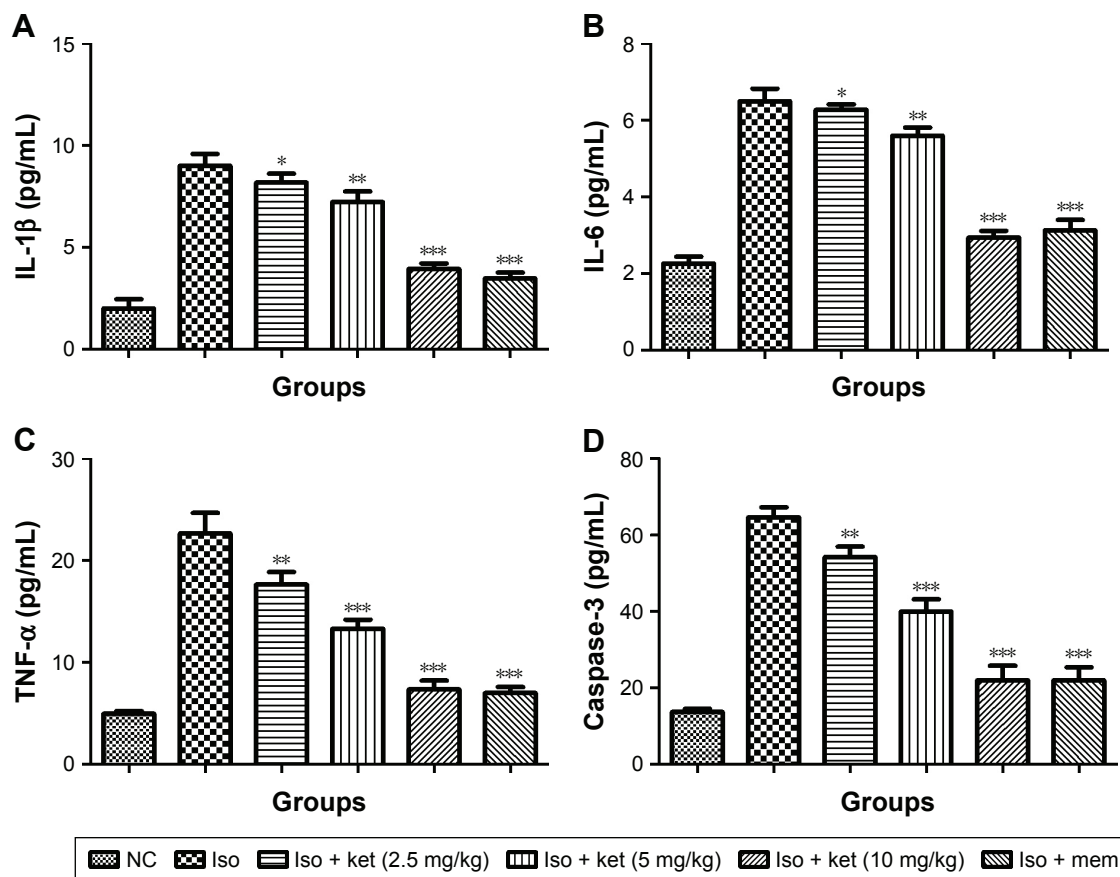 A
IL-1β (pg/mL)
15
10
5
0
*
**
***
***
Groups
B
IL-6 (pg/mL)
8
6
4
2
0
*
**
***
***
Groups
C
TNF-α (pg/mL)
30
20
10
0
**
***
***
***
Groups
D
Caspase-3 (pg/mL)
80
60
40
20
0
**
***
***
***
Groups
NC Iso Iso + ket (2.5 mg/kg) Iso + ket (5 mg/kg) Iso + ket (10 mg/kg) Iso + mem